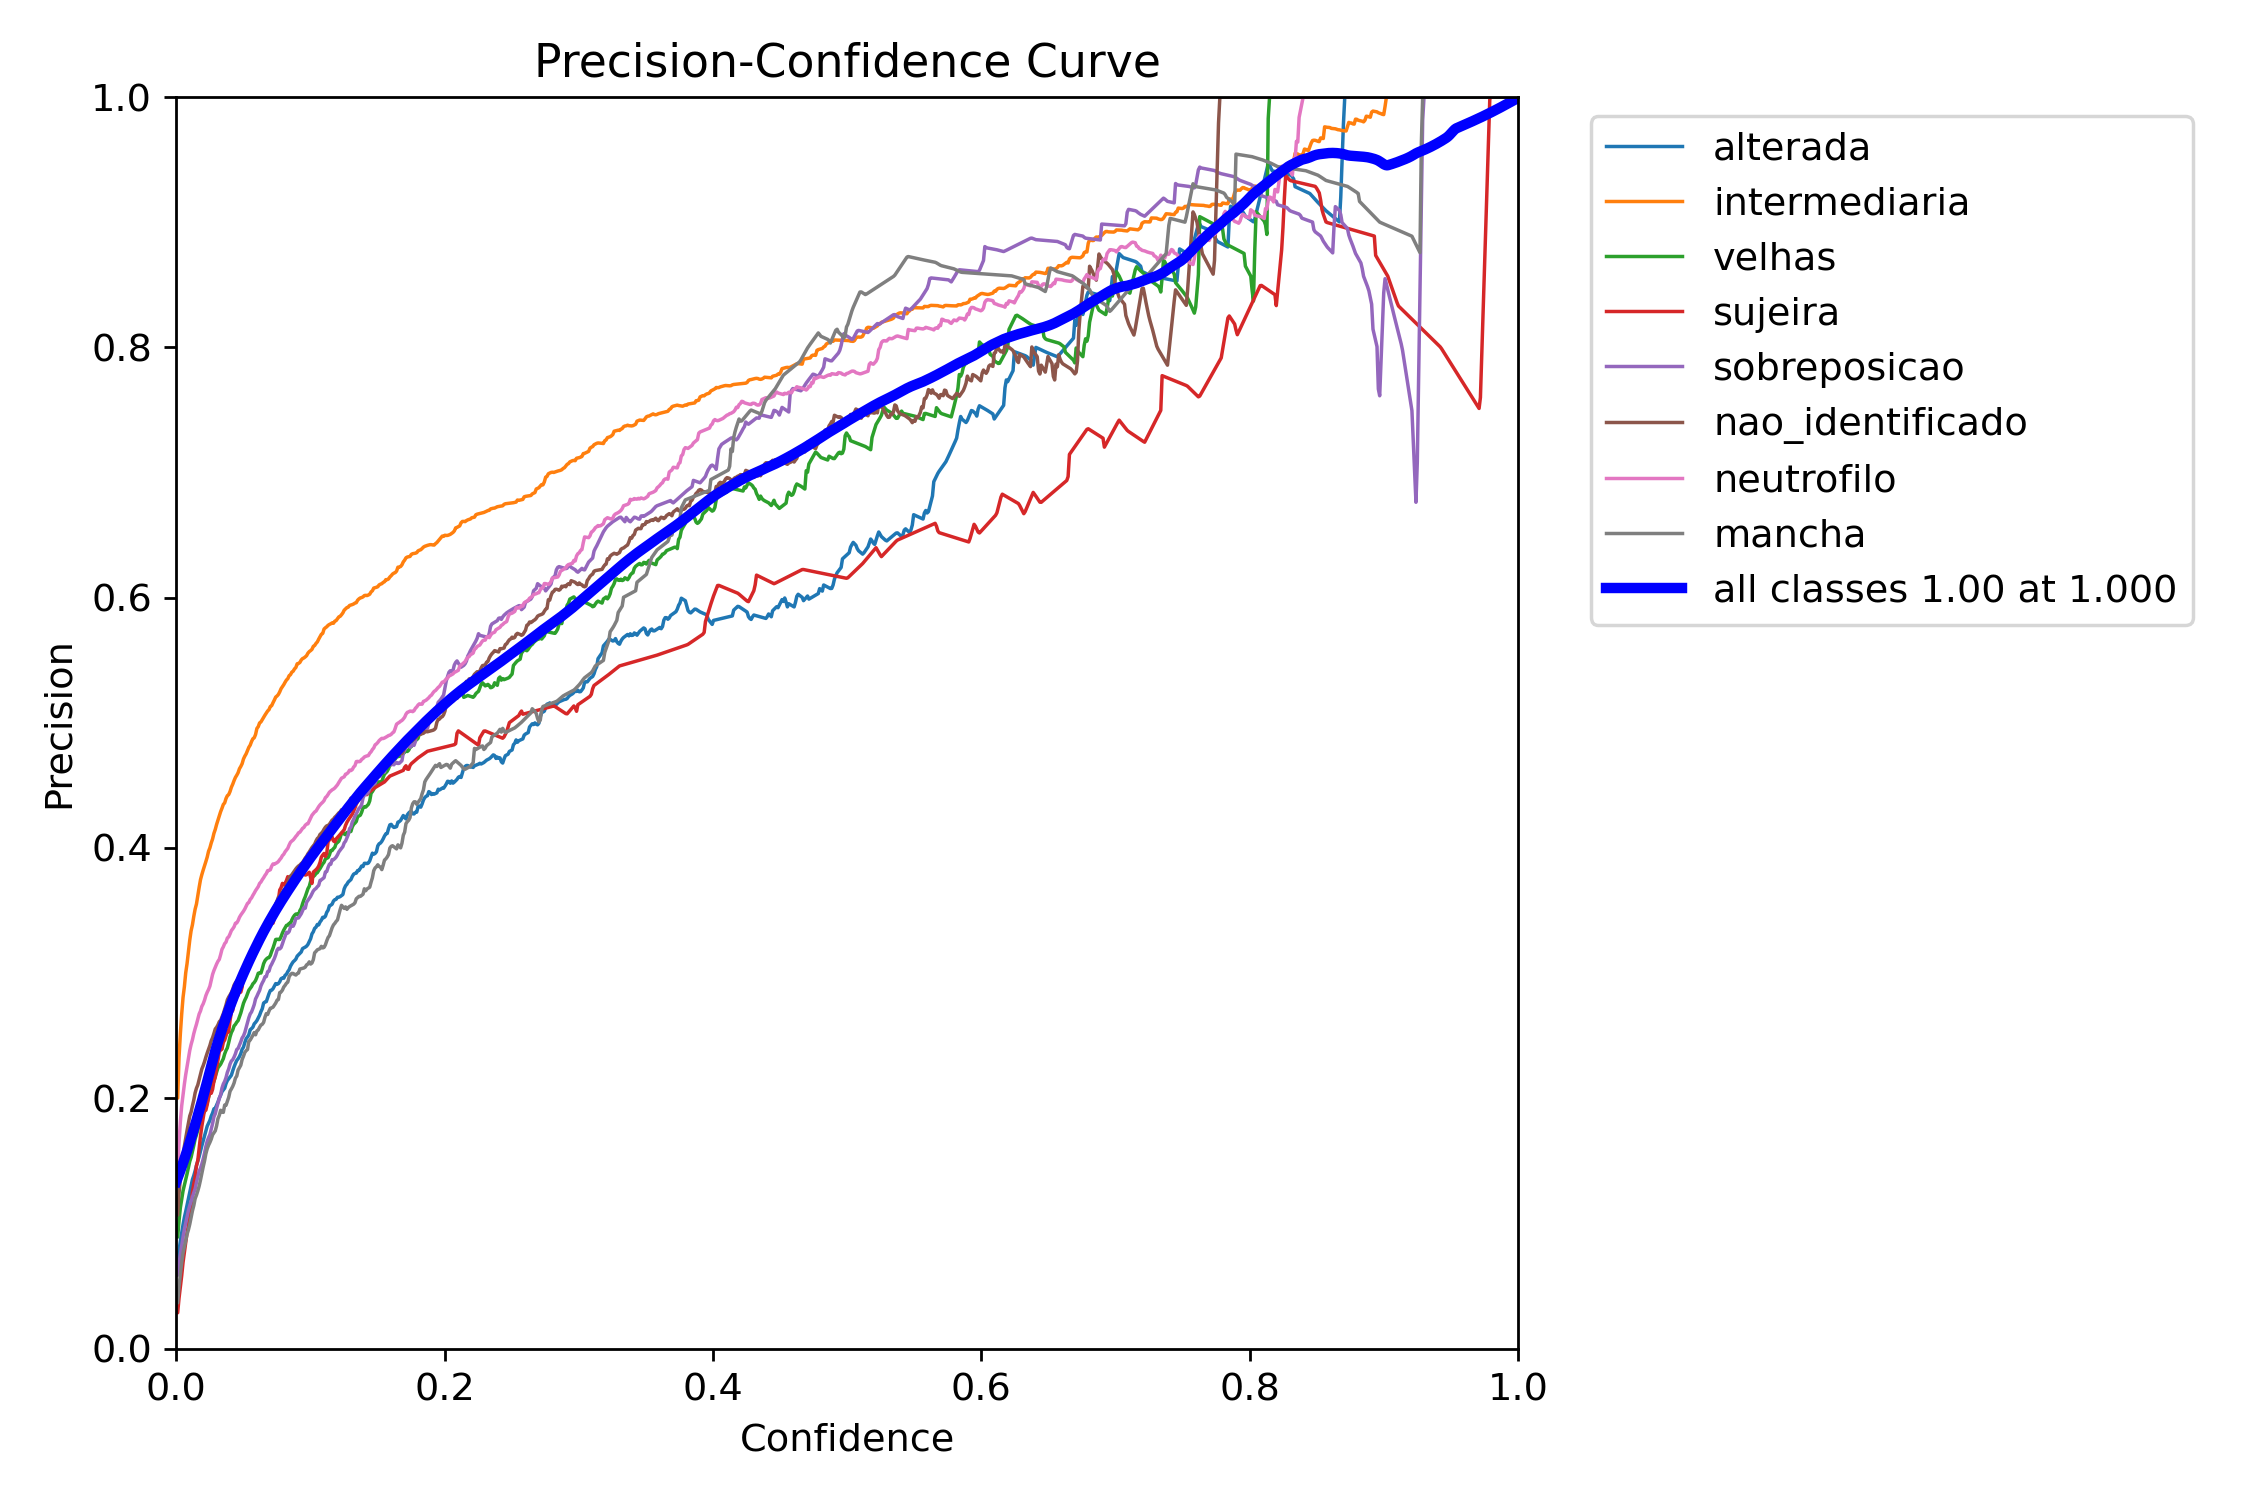 Precision-Confidence Curve
1.0
0.8
0.6
0.4
0.2
0.0
Precision
0.0 0.2 0.4 0.6 0.8 1.0
Confidence
alterada
intermediaria
velhas
sujeira
sobreposicao
nao_identificado
neutrofilo
mancha
all classes 1.00 at 1.000